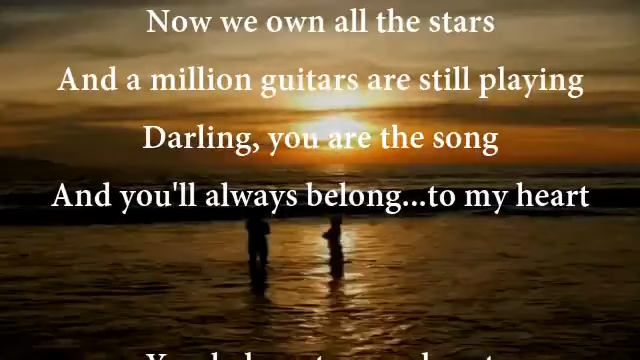 Now we own all the stars
And a million guitars are still playing
Darling, you are the song
And you'll always belong...to my heart